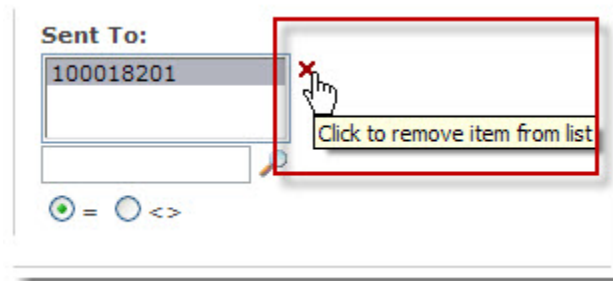 Sent To:
100018201
Click to remove item from list
= <>